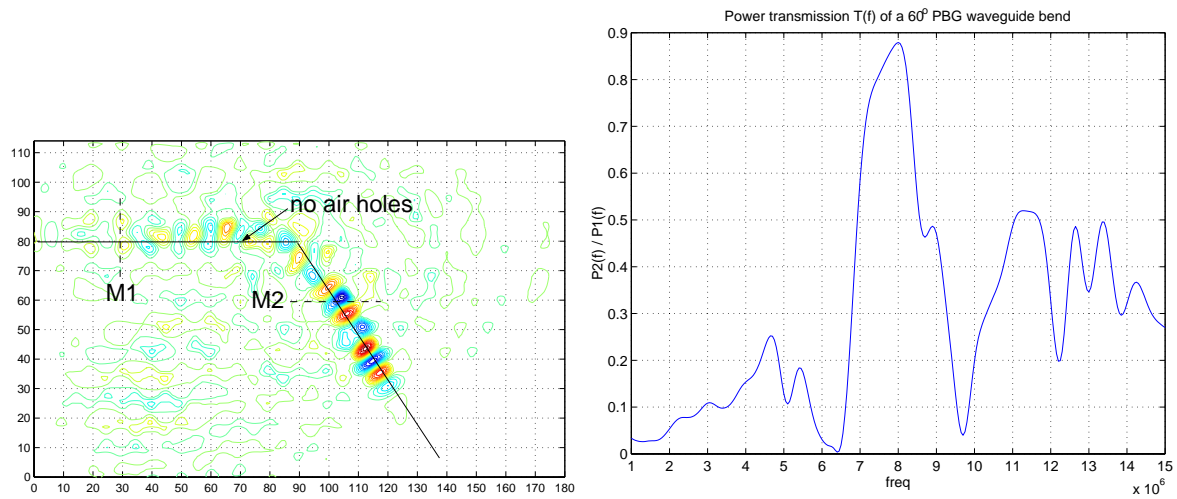 110
100
90
80
70
60
50
40
30
20
10
0
0 10 20 30 40 50 60 70 80 90 100 110 120 130 140 150 160 170 180
no air holes
M1
M2
Power transmission T(f) of a 60° PBG waveguide bend
0.9
0.8
0.7
0.6
0.5
0.4
0.3
0.2
0.1
0
P2(f) / P1(f)
1 2 3 4 5 6 7 8 9 10 11 12 13 14 15
freq
x 10^6